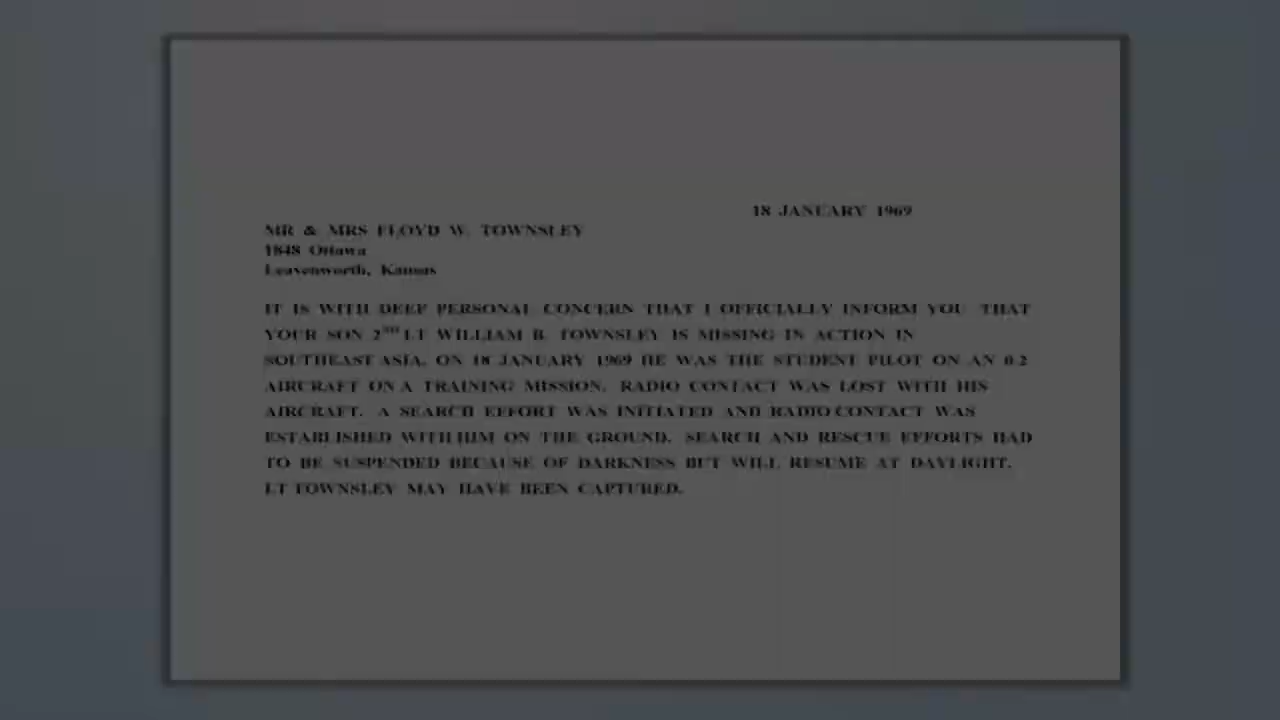 18 JANUARY 1969
MR & MRS FLOYD W. TOWNSLEY
1848 Ottawa
Leavenworth, Kansas
IT IS WITH DEEP PERSONAL CONCERN THAT I OFFICIALLY INFORM YOU THAT
YOUR SON 2ND LT WILLIAM B. TOWNSLEY IS MISSING IN ACTION IN
SOUTHEAST ASIA. ON 18 JANUARY 1969 HE WAS THE STUDENT PILOT ON AN 0-2
AIRCRAFT ON A TRAINING MISSION. RADIO CONTACT WAS LOST WITH HIS
AIRCRAFT. A SEARCH EFFORT WAS INITIATED AND RADIO CONTACT WAS
ESTABLISHED WITH HIM ON THE GROUND. SEARCH AND RESCUE EFFORTS HAD
TO BE SUSPENDED BECAUSE OF DARKNESS BUT WILL RESUME AT DAYLIGHT.
LT TOWNSLEY MAY HAVE BEEN CAPTURED.